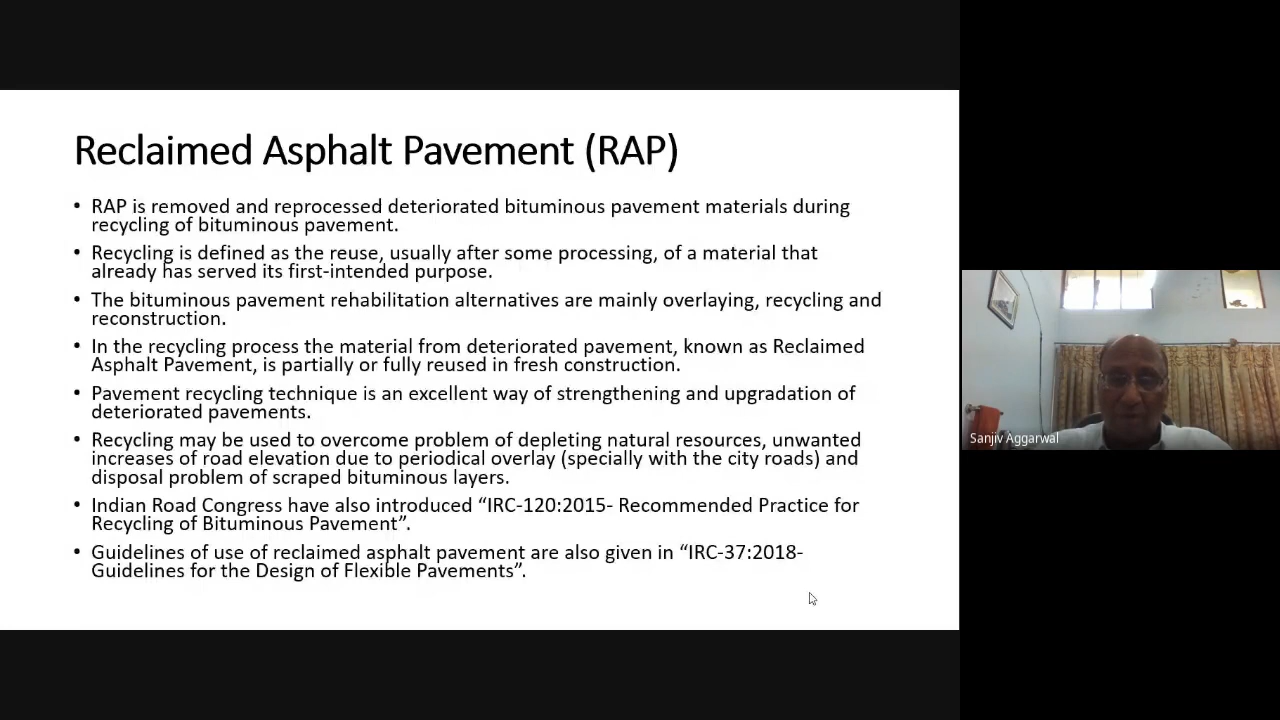 Reclaimed Asphalt Pavement (RAP)
• RAP is removed and reprocessed deteriorated bituminous pavement materials during
recycling of bituminous pavement.
• Recycling is defined as the reuse, usually after some processing, of a material that
already has served its first-intended purpose.
• The bituminous pavement rehabilitation alternatives are mainly overlaying, recycling and
reconstruction.
• In the recycling process the material from deteriorated pavement, known as Reclaimed
Asphalt Pavement, is partially or fully reused in fresh construction.
• Pavement recycling technique is an excellent way of strengthening and upgradation of
deteriorated pavements.
• Recycling may be used to overcome problem of depleting natural resources, unwanted
increases of road elevation due to periodical overlay (specially with the city roads) and
disposal problem of scraped bituminous layers.
• Indian Road Congress have also introduced “IRC-120:2015- Recommended Practice for
Recycling of Bituminous Pavement”.
• Guidelines of use of reclaimed asphalt pavement are also given in “IRC-37:2018-
Guidelines for the Design of Flexible Pavements”.
Sanjiv Aggarwal